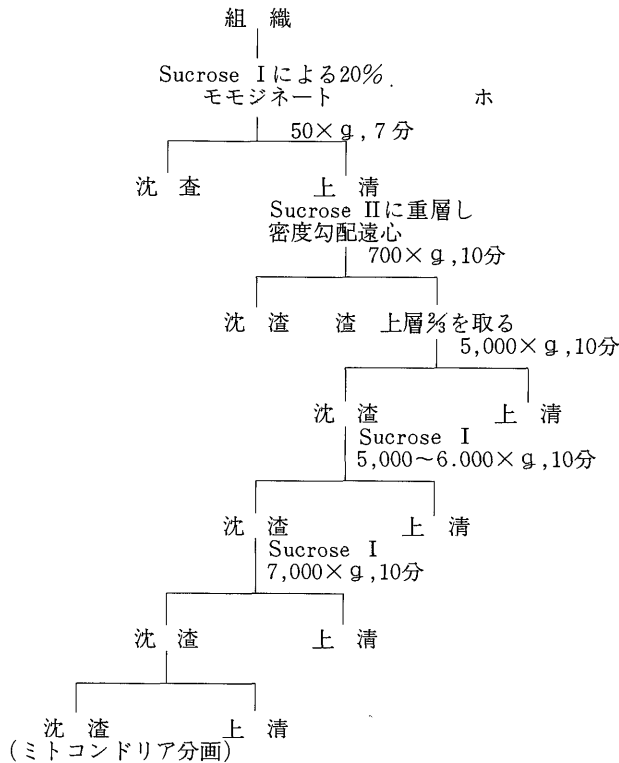 組 織
Sucrose Ⅰによる20%
モモジネート ホ
50×g,7分
沈 査 上 清
Sucrose Ⅱに重層し
密度勾配遠心
700×g,10分
沈 渣 渣 上層⅔を取る
5,000×g,10分
沈 渣 上 清
Sucrose Ⅰ
5,000~6.000×g,10分
沈 渣 上 清
Sucrose Ⅰ
7,000×g,10分
沈 渣 上 清
沈 渣 上 清
(ミトコンドリア分画)